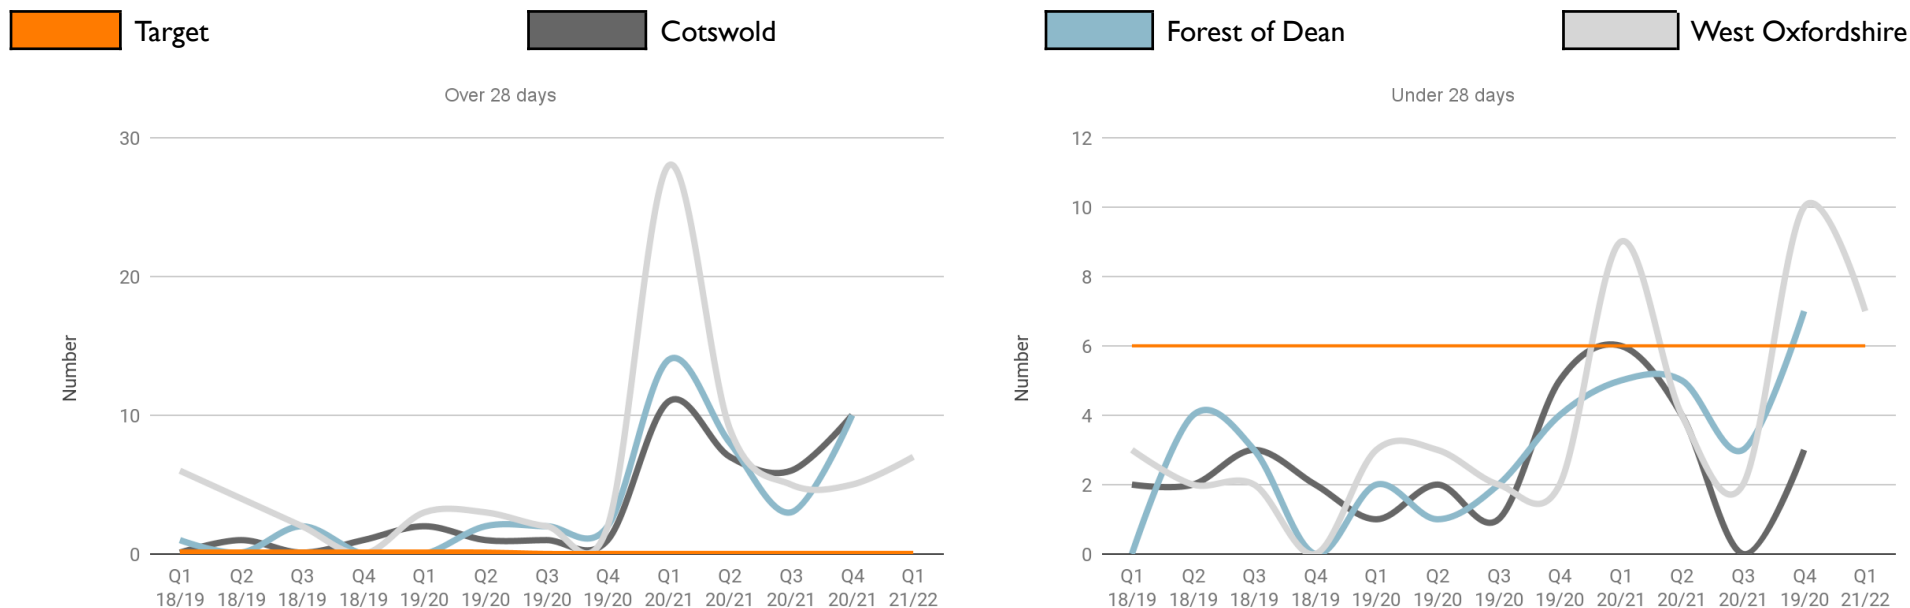 Target Cotswold Forest of Dean West Oxfordshire
Over 28 days
30
20
10
0
Number
Q1 Q2 Q3 Q4 Q1 Q2 Q3 Q4 Q1 Q2 Q3 Q4 Q1
18/19 18/19 18/19 18/19 19/20 19/20 19/20 19/20 20/21 20/21 20/21 20/21 21/22
Under 28 days
12
10
8
6
4
2
0
Number
Q1 Q2 Q3 Q4 Q1 Q2 Q3 Q4 Q1 Q2 Q3 Q4 Q1
18/19 18/19 18/19 18/19 19/20 19/20 19/20 19/20 20/21 20/21 20/21 19/20 21/22